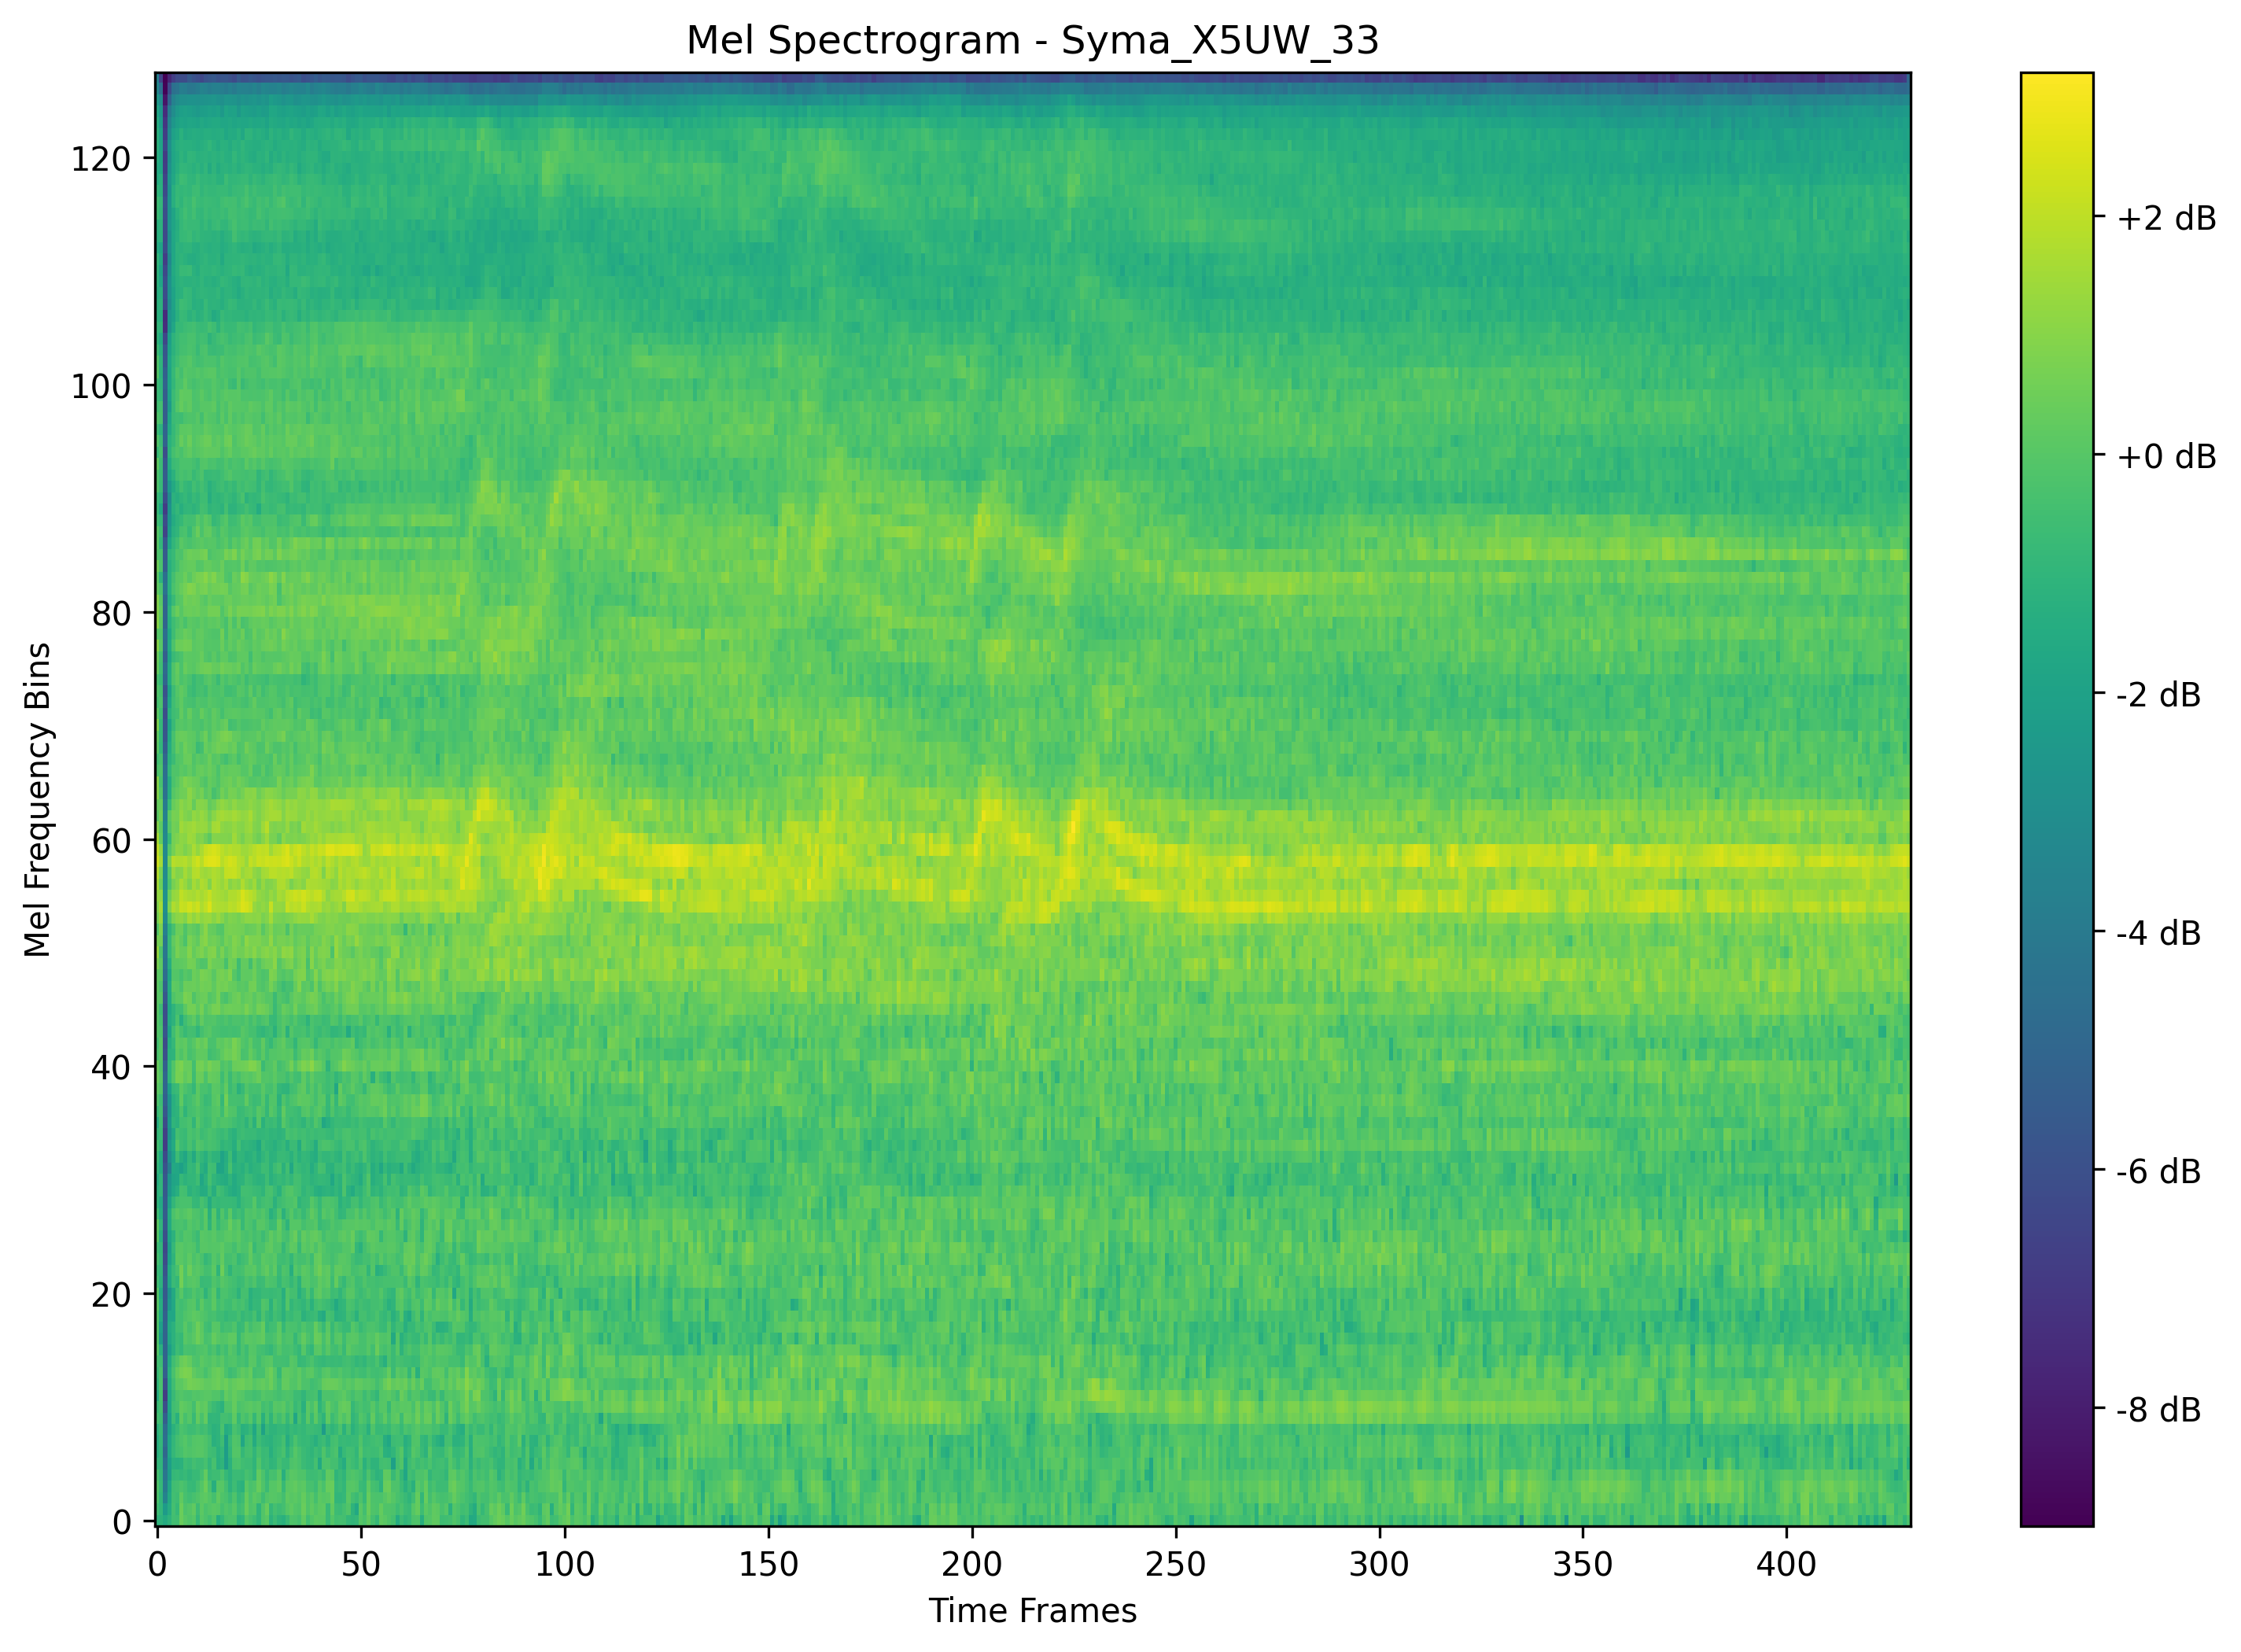 Mel Spectrogram - Syma_X5UW_33
Mel Frequency Bins
120
100
80
60
40
20
0
0 50 100 150 200 250 300 350 400
Time Frames
+2 dB
+0 dB
-2 dB
-4 dB
-6 dB
-8 dB